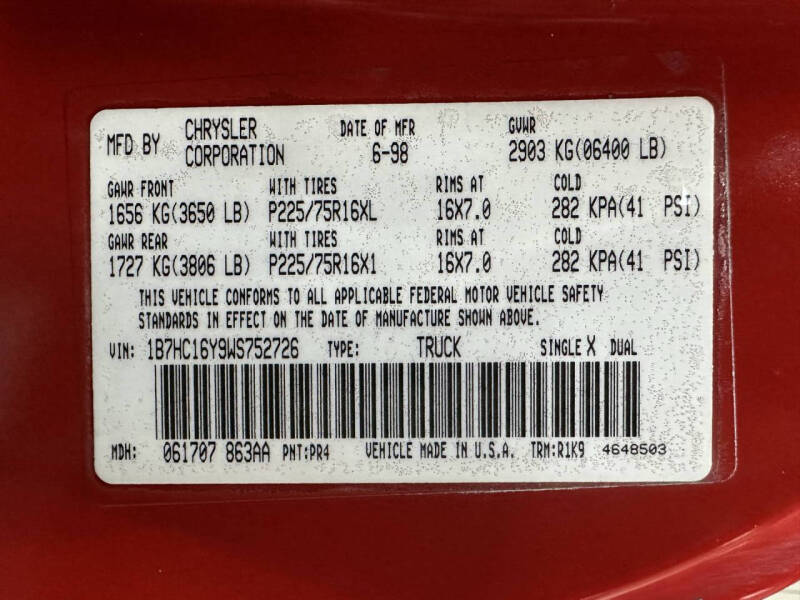 MFD BY CHRYSLER CORPORATION DATE OF MFR 6-98 GVWR 2903 KG(06400 LB)
GAWR FRONT WITH TIRES RIMS AT COLD
1656 KG(3650 LB) P225/75R16XL 16X7.0 282 KPA(41 PSI)
GAWR REAR WITH TIRES RIMS AT COLD
1727 KG(3806 LB) P225/75R16X1 16X7.0 282 KPA(41 PSI)
THIS VEHICLE CONFORMS TO ALL APPLICABLE FEDERAL MOTOR VEHICLE SAFETY
STANDARDS IN EFFECT ON THE DATE OF MANUFACTURE SHOWN ABOVE.
VIN: 1B7HC16Y9WS752726 TYPE: TRUCK SINGLE X DUAL
MDH: 061707 863AA PNT:PR4 VEHICLE MADE IN U.S.A. TRM:R1K9 4648503